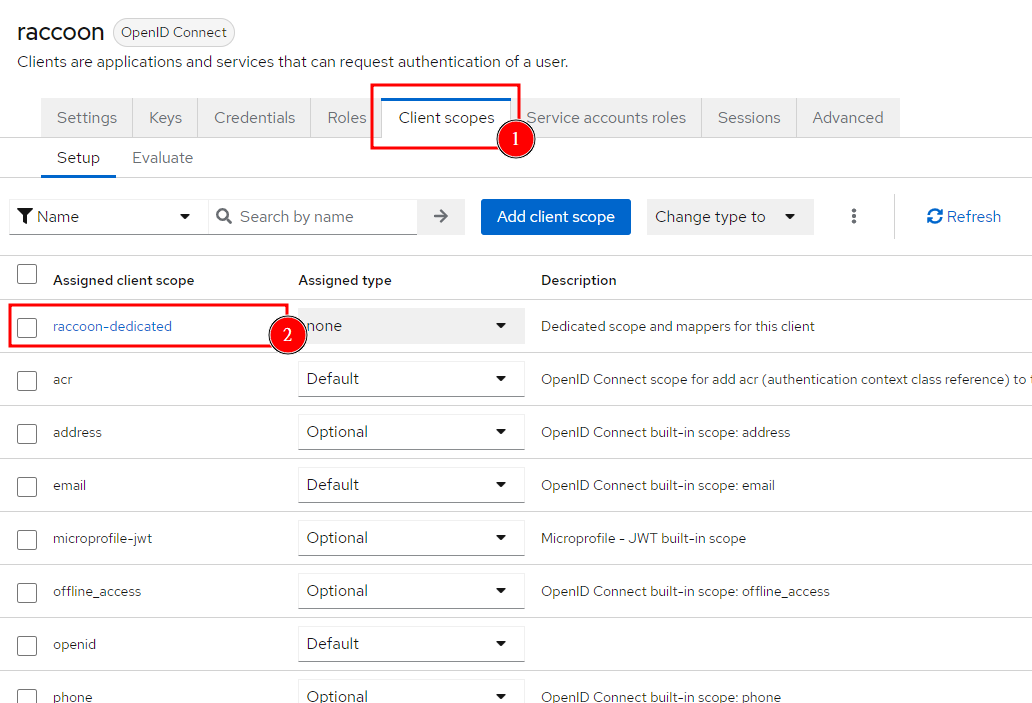 raccoon OpenID Connect
Clients are applications and services that can request authentication of a user.
Settings Keys Credentials Roles Client scopes Service accounts roles Sessions Advanced
1
Setup Evaluate
Name Search by name Add client scope Change type to Refresh
Assigned client scope Assigned type Description
raccoon-dedicated 2 none Dedicated scope and mappers for this client
acr Default OpenID Connect scope for add acr (authentication context class reference) to
address Optional OpenID Connect built-in scope: address
email Default OpenID Connect built-in scope: email
microprofile-jwt Optional Microprofile - JWT built-in scope
offline_access Optional OpenID Connect built-in scope: offline_access
openid Default
phone Optional OpenID Connect built-in scope: phone